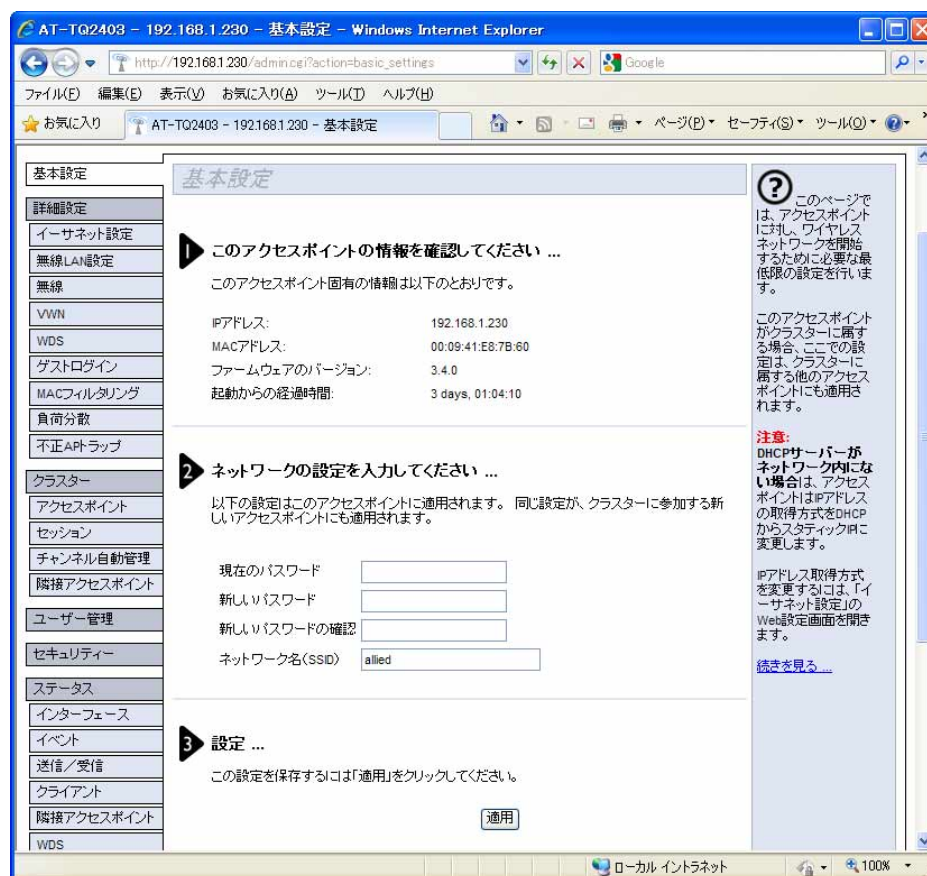 AT-TQ2403 - 192.168.1.230 - 基本設定 - Windows Internet Explorer
http://192.168.1.230/admin.cgi?action=basic_settings
Google
ファイル(F) 編集(E) 表示(V) お気に入り(A) ツール(T) ヘルプ(H)
お気に入り
AT-TQ2403 - 192.168.1.230 - 基本設定
ページ(P) セーフティ(S) ツール(O)
基本設定
詳細設定
イーサネット設定
無線LAN設定
無線
VWN
WDS
ゲストログイン
MACフィルタリング
負荷分散
不正APトラップ
クラスター
アクセスポイント
セッション
チャンネル自動管理
隣接アクセスポイント
ユーザー管理
セキュリティー
ステータス
インターフェース
イベント
送信/受信
クライアント
隣接アクセスポイント
WDS
基本設定
1 このアクセスポイントの情報を確認してください ...
このアクセスポイント固有の情報は以下のとおりです。
IPアドレス: 192.168.1.230
MACアドレス: 00:09:41:E8:7B:60
ファームウェアのバージョン: 3.4.0
起動からの経過時間: 3 days, 01:04:10
2 ネットワークの設定を入力してください ...
以下の設定はこのアクセスポイントに適用されます。 同じ設定が、クラスターに参加する新
しいアクセスポイントにも適用されます。
現在のパスワード
新しいパスワード
新しいパスワードの確認
ネットワーク名(SSID) allied
3 設定 ...
この設定を保存するには「適用」をクリックしてください。
適用
? このページで
は、アクセスポイント
に対し、ワイヤレス
ネットワークを開始
するために必要な最
低限の設定を行いま
す。
このアクセスポイント
がクラスターに属す
る場合、ここでの設
定は、クラスターに
属する他のアクセス
ポイントにも適用さ
れます。
注意:
DHCPサーバーが
ネットワーク内にな
い場合は、アクセス
ポイントはIPアドレス
の取得方式をDHCP
からスタティックIPに
変更します。
IPアドレス取得方式
を変更するには、「イ
ーサネット設定」の
Web設定画面を開き
ます。
続きを見る ...
ローカル イントラネット
100%